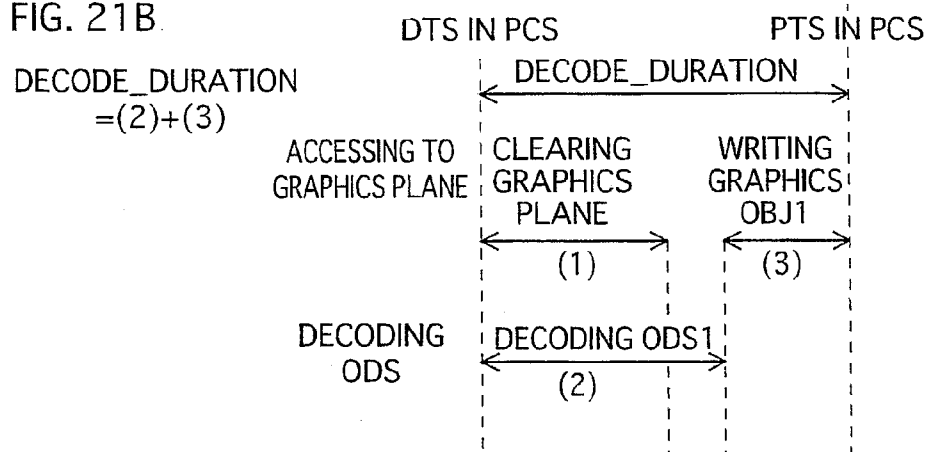 FIG. 21B
DTS IN PCS
PTS IN PCS
DECODE_DURATION
=(2)+(3)
DECODE_DURATION
ACCESSING TO
GRAPHICS PLANE
CLEARING
GRAPHICS
PLANE
(1)
WRITING
GRAPHICS
OBJ1
(3)
DECODING
ODS
DECODING ODS1
(2)